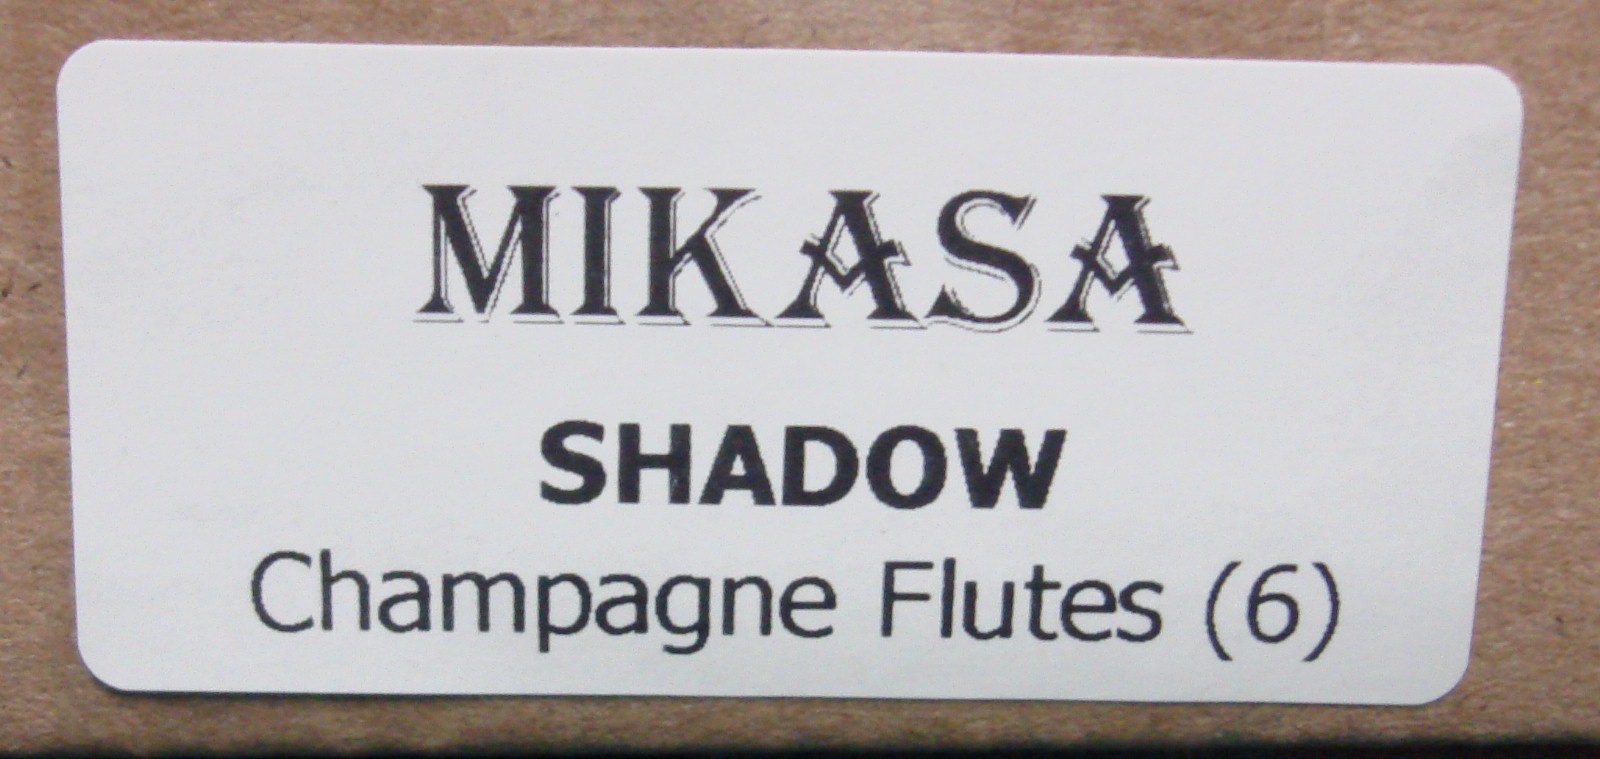 MIKASA
SHADOW
Champagne Flutes (6)